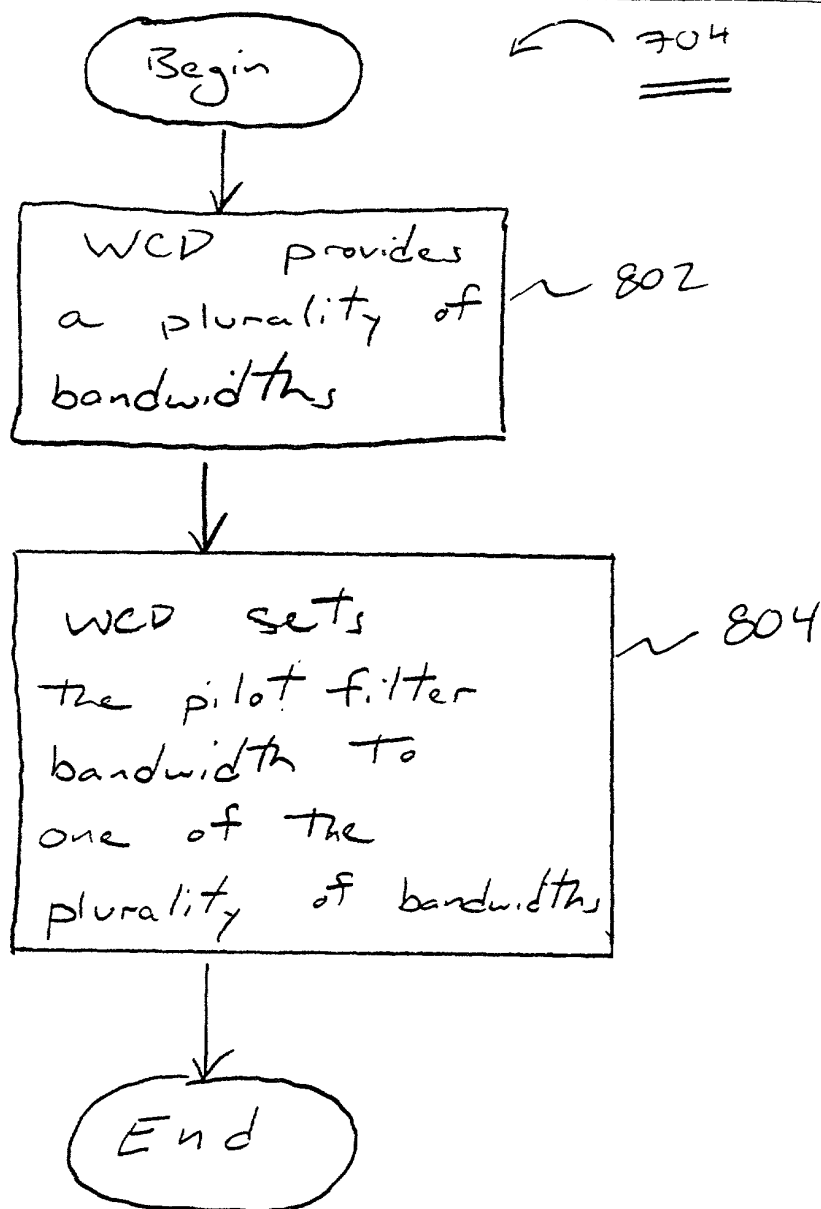 Begin
704
WCD provides
a plurality of
bandwidths
802
WCD sets
the pilot filter
bandwidth to
one of the
plurality of bandwidths
804
End